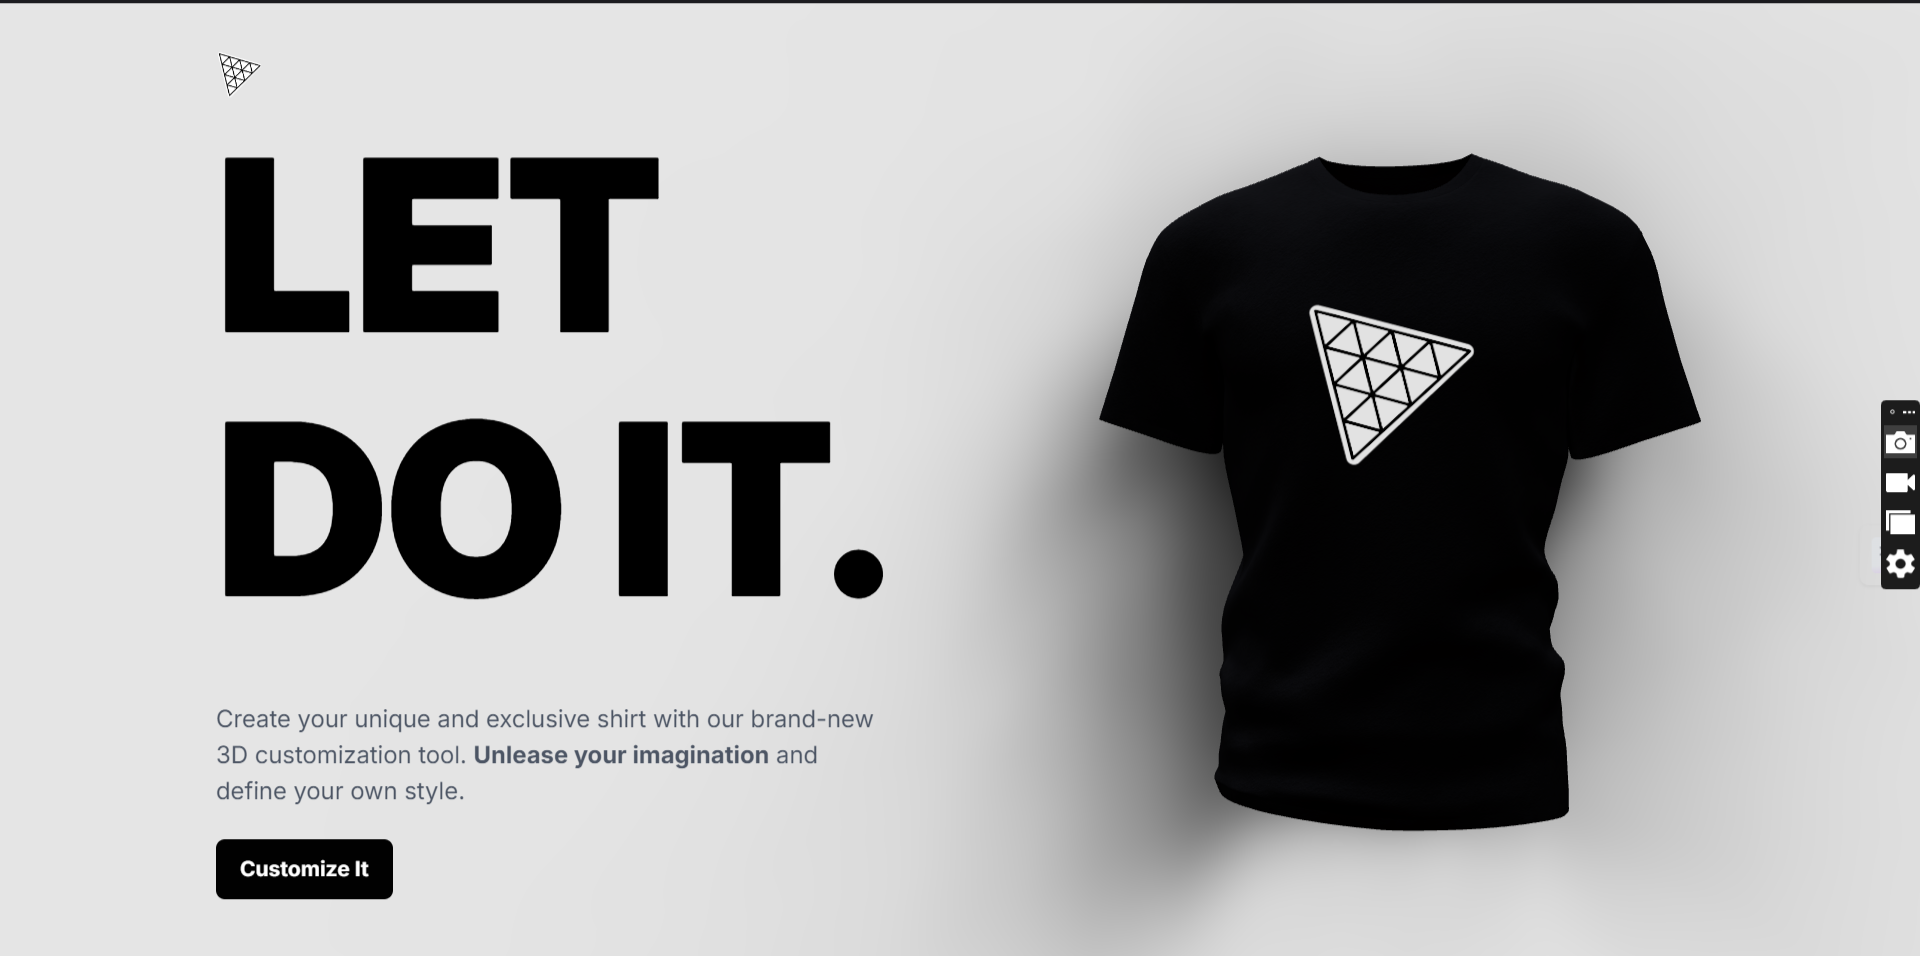 LET
DO IT.
Create your unique and exclusive shirt with our brand-new
3D customization tool. Unlease your imagination and
define your own style.
Customize It